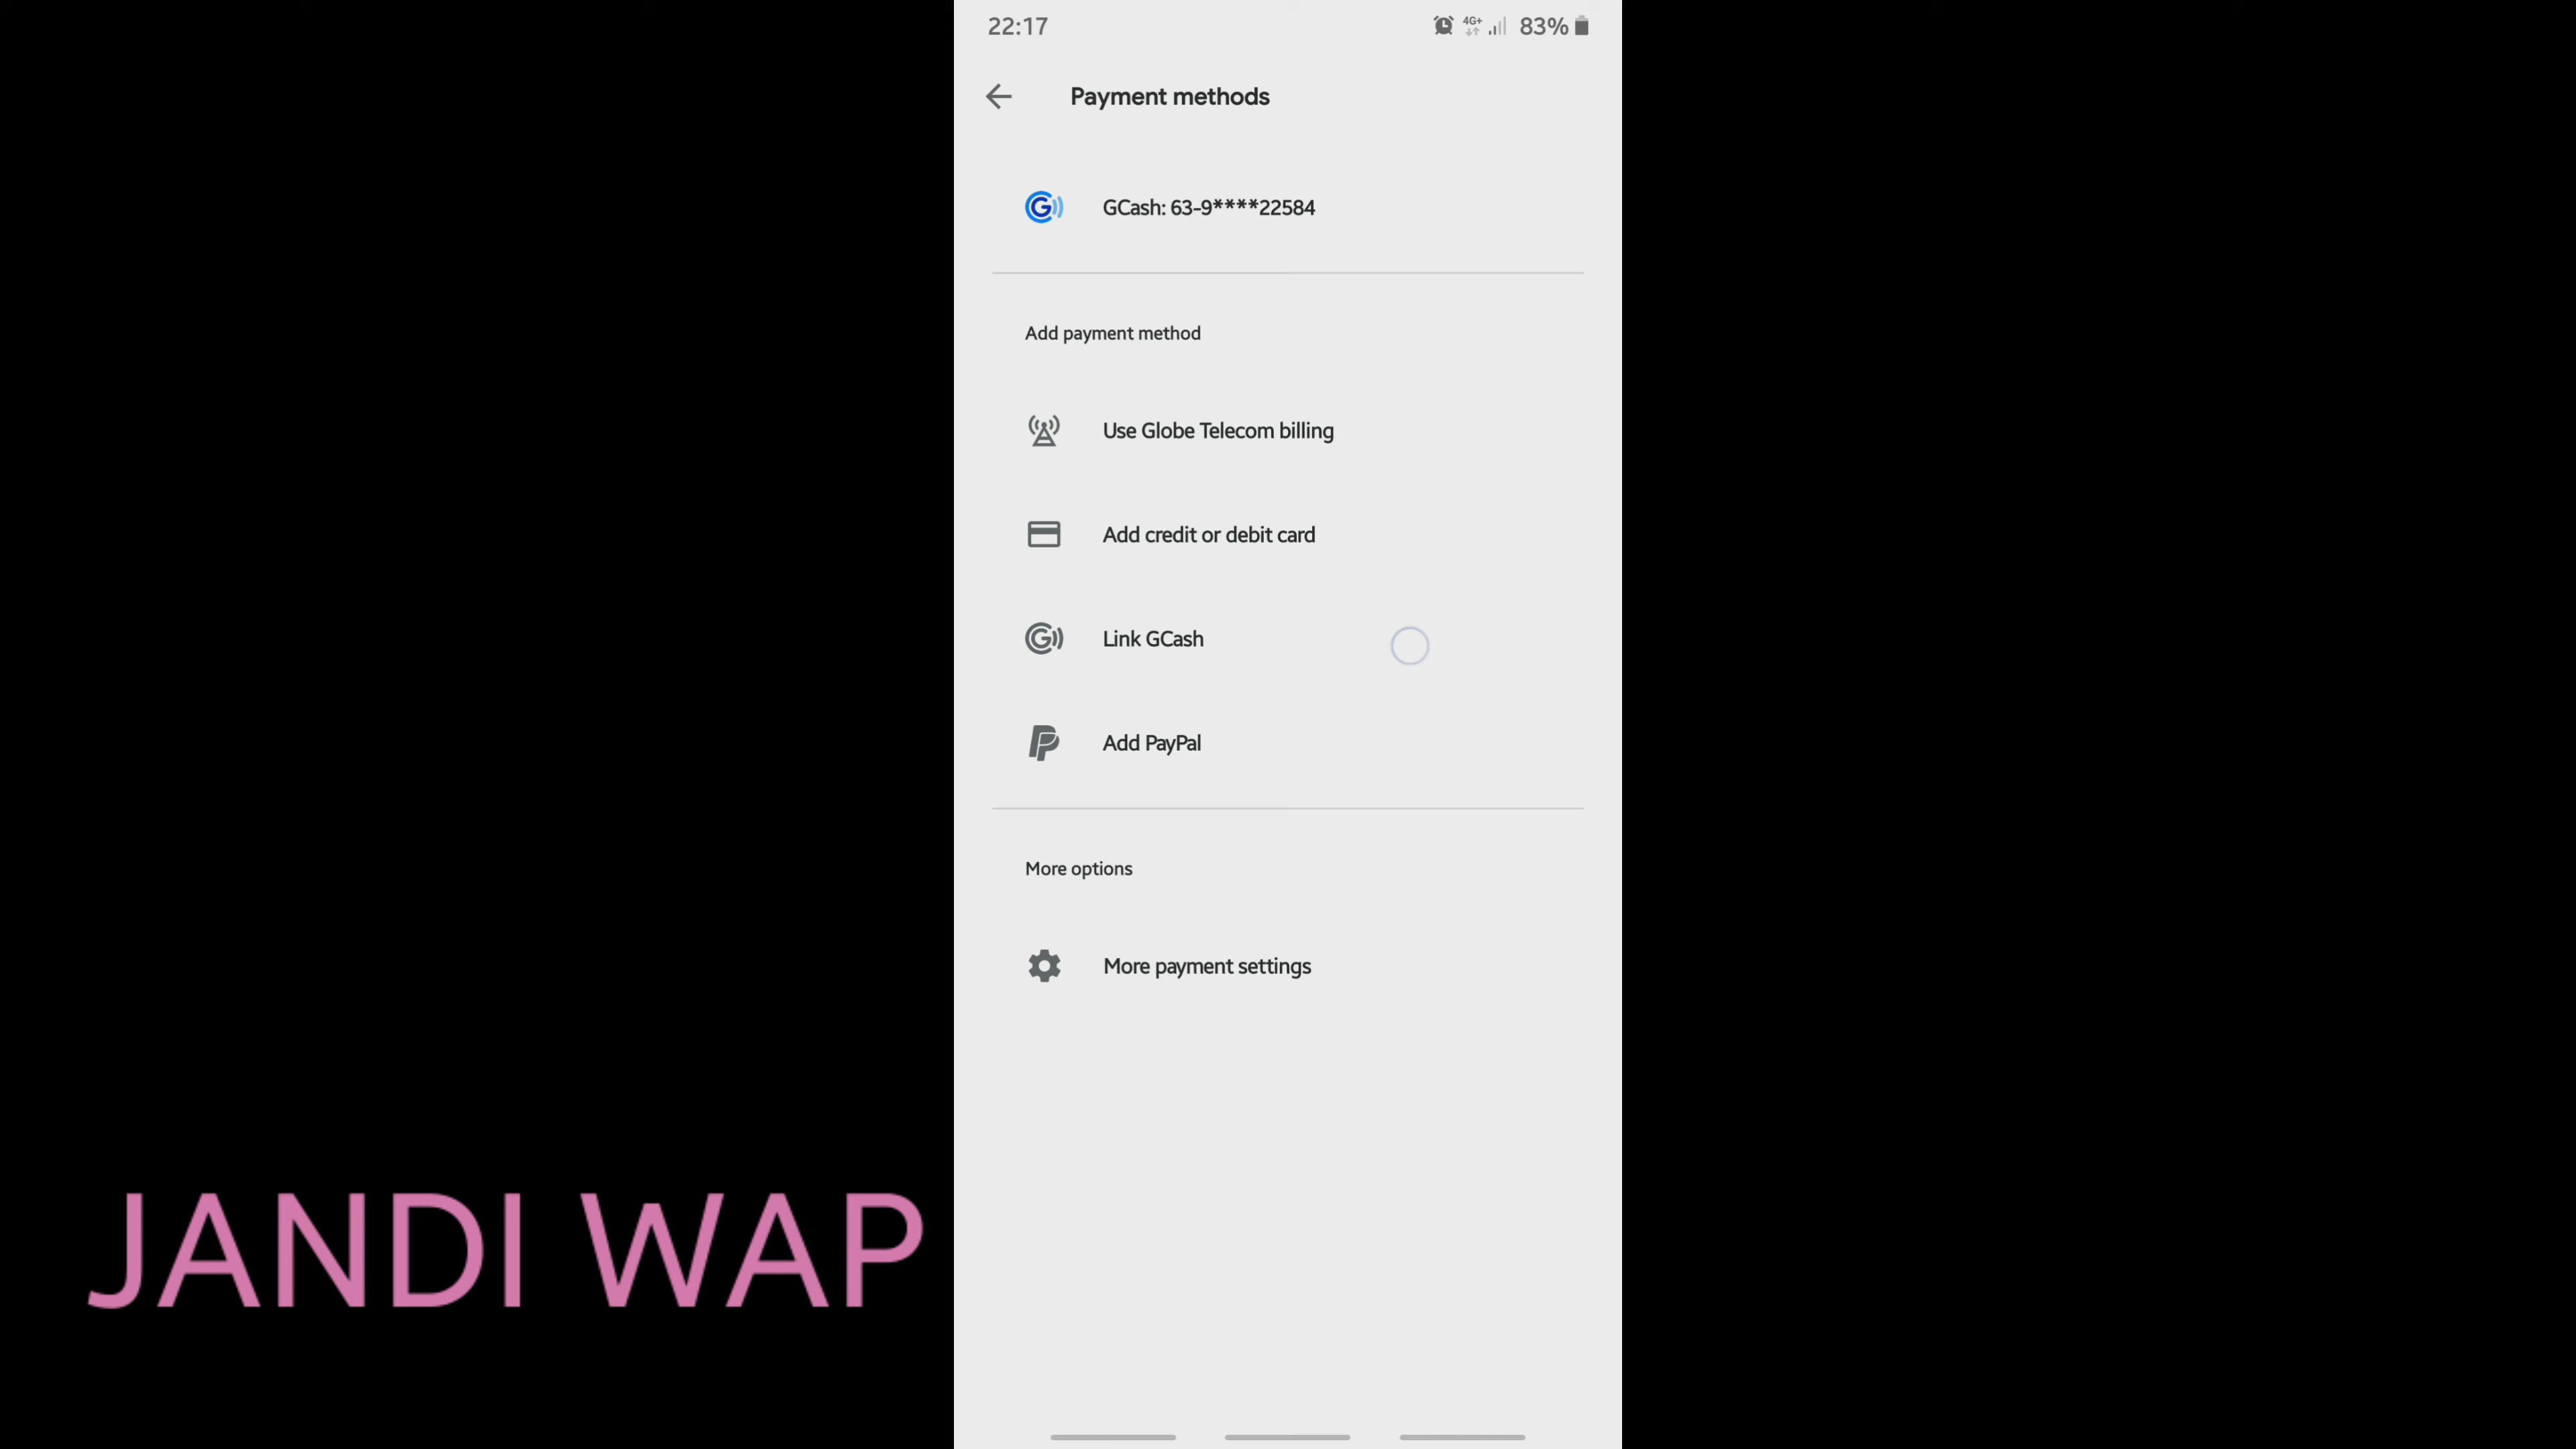 22:17
4G+ 83%
Payment methods
GCash: 63-9****22584
Add payment method
Use Globe Telecom billing
Add credit or debit card
Link GCash
Add PayPal
More options
More payment settings
JANDI WAP